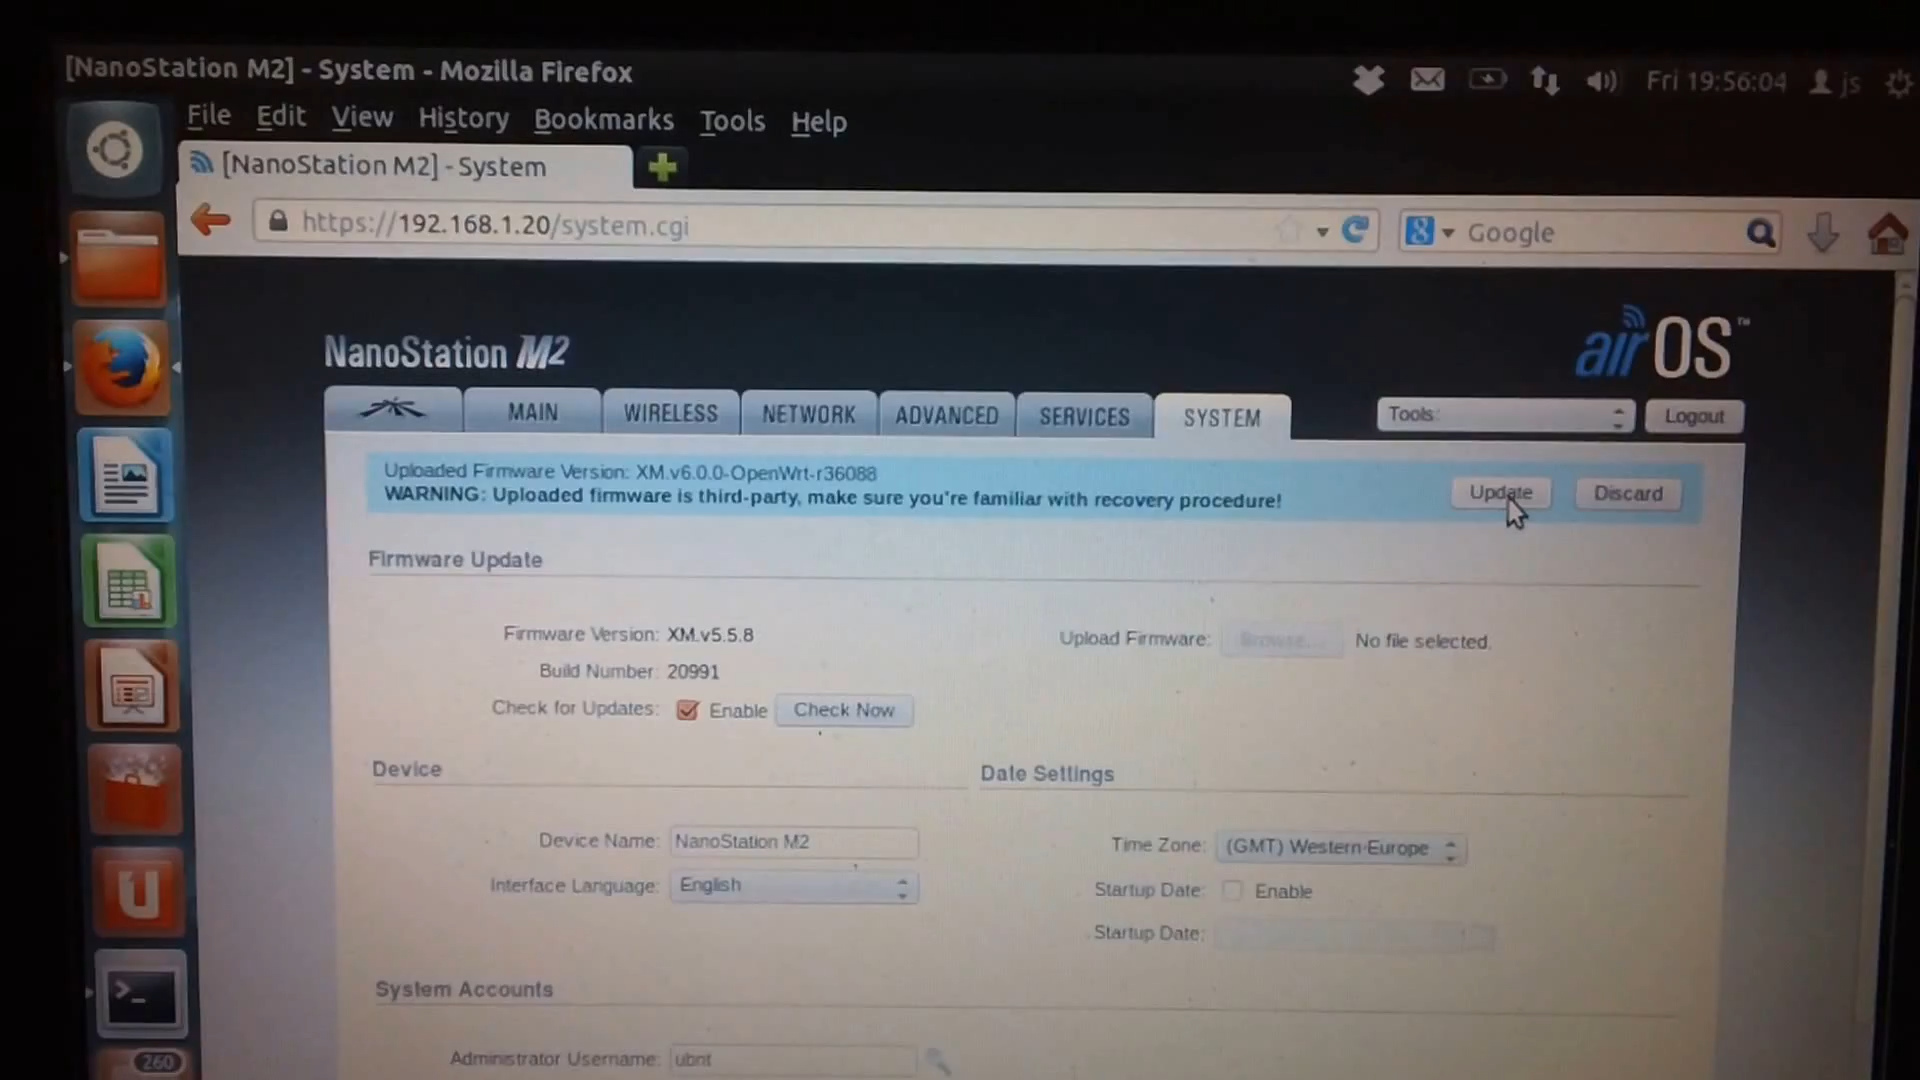 [NanoStation M2] - System - Mozilla Firefox
Fri 19:56:04 js
File Edit View History Bookmarks Tools Help
[NanoStation M2] - System
https://192.168.1.20/system.cgi
8 Google
NanoStation M2
airOS™
MAIN WIRELESS NETWORK ADVANCED SERVICES SYSTEM
Tools: Logout
Uploaded Firmware Version: XM.v6.0.0-OpenWrt-r36088
WARNING: Uploaded firmware is third-party, make sure you're familiar with recovery procedure!
Update Discard
Firmware Update
Firmware Version: XM.v5.5.8
Build Number: 20991
Check for Updates: Enable Check Now
Upload Firmware: Browse... No file selected.
Device
Device Name: NanoStation M2
Interface Language: English
Date Settings
Time Zone: (GMT) Western Europe
Startup Date: Enable
Startup Date:
System Accounts
Administrator Username: ubnt
260